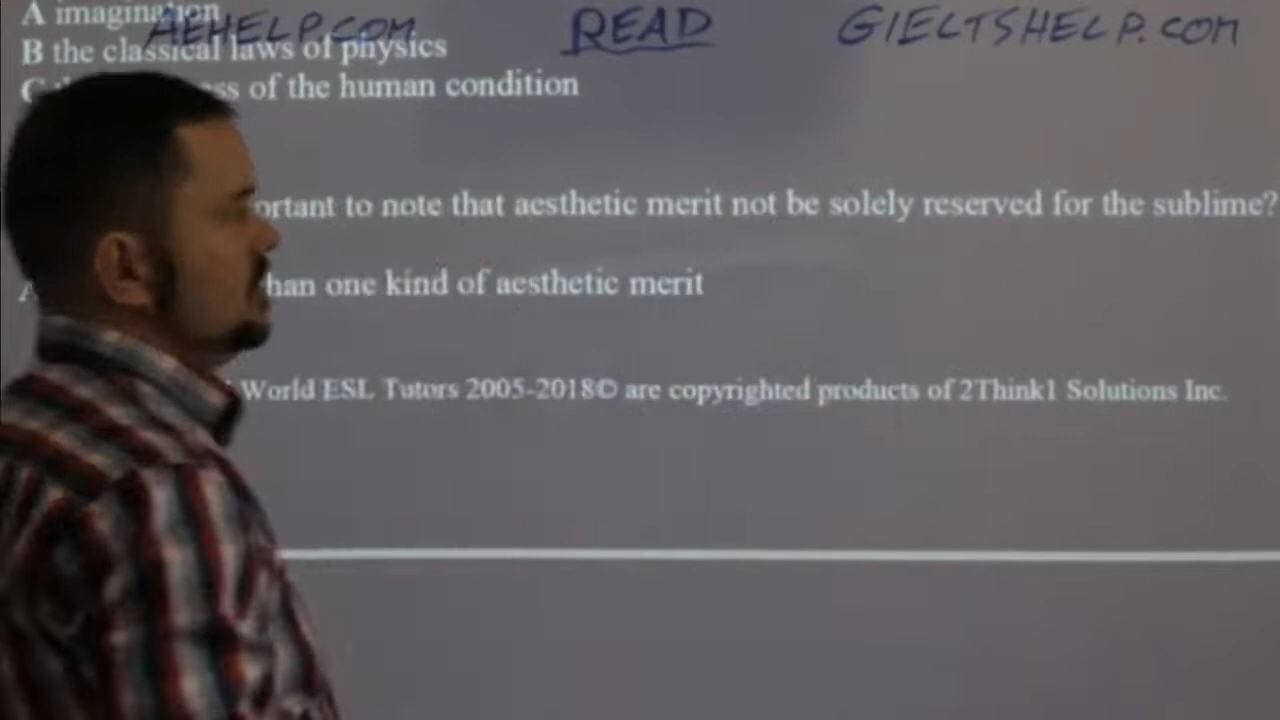 A imagination
AEHELP.COM READ GIELTSHELP.COM
B the classical laws of physics
C of the human condition
to note that aesthetic merit not be solely reserved for the sublime?
one kind of aesthetic merit
World ESL Tutors 2005-2018© are copyrighted products of 2Think1 Solutions Inc.